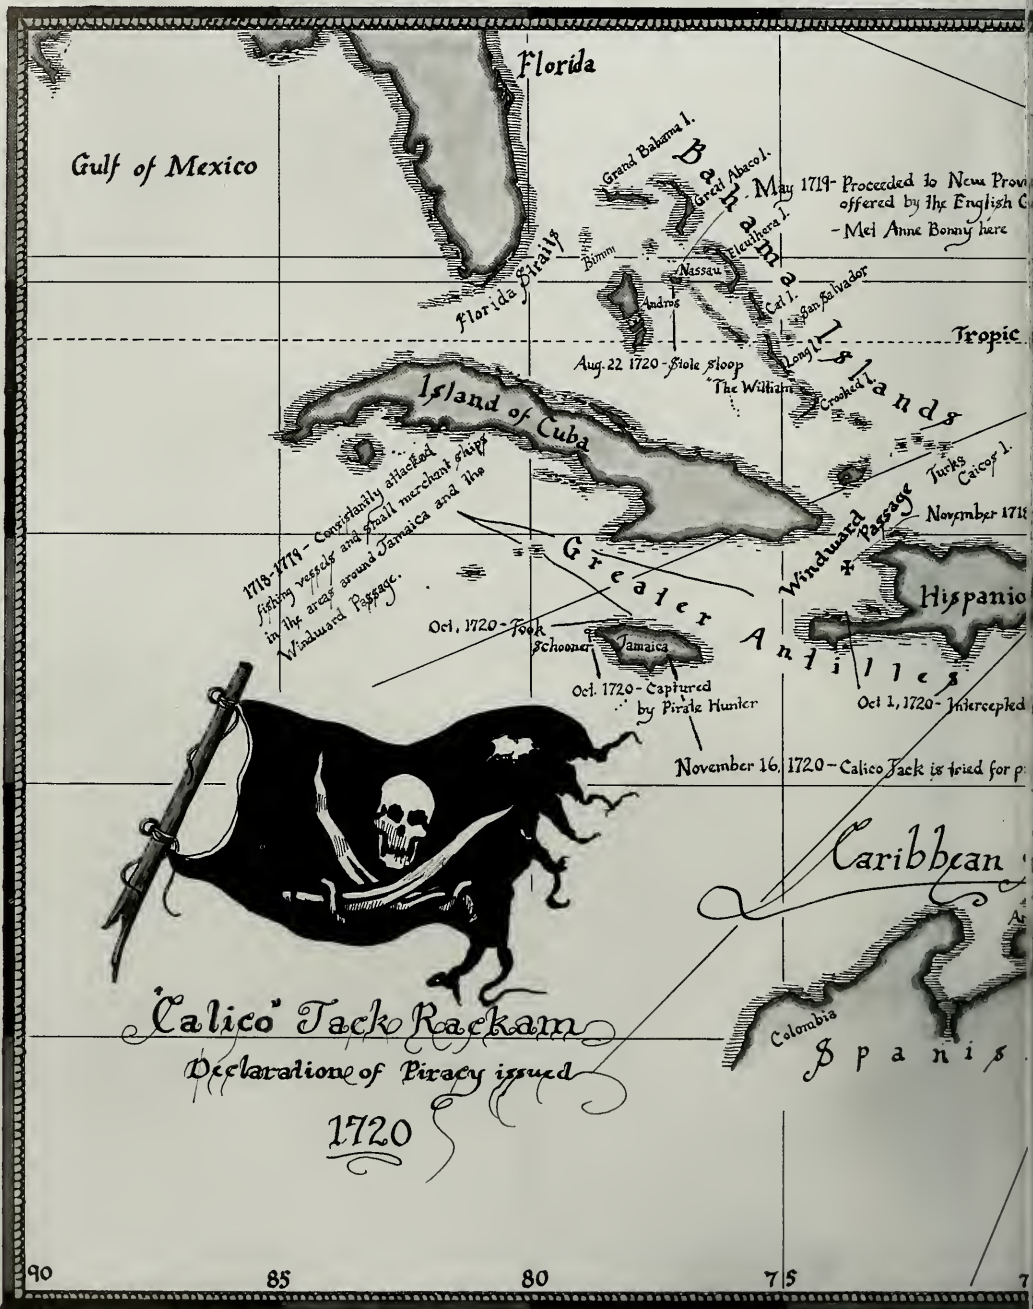 Florida
Gulf of Mexico
Grand Bahama I.
Great Abaco I.
Bahama Islands
May 1719- Proceeded to New Provi
offered by the English G
- Met Anne Bonny here
Eleuthera I.
Bimini
Nassau
Florida Straits
Andros
Cat I.
San Salvador
Tropic
Long I.
Aug. 22 1720- Stole sloop
"The William"
Crooked I.
Island of Cuba
Turks
Caicos I.
1718-1719 - Consistantly attacked
fishing vessels and small merchant ships
in the areas around Jamaica and the
Windward Passage.
Windward
Passage
November 1718
Greater Antilles
Hispanio
Oct, 1720- Took
Schooner
Jamaica
Oct. 1720- Captured
by Pirate Hunter
Oct 1, 1720- Intercepted
November 16, 1720- Calico Jack is tried for p
Caribbean
"Calico" Jack Rackam
Declaration of Piracy issued
1720
Colombia
Spanis
90 85 80 75 7